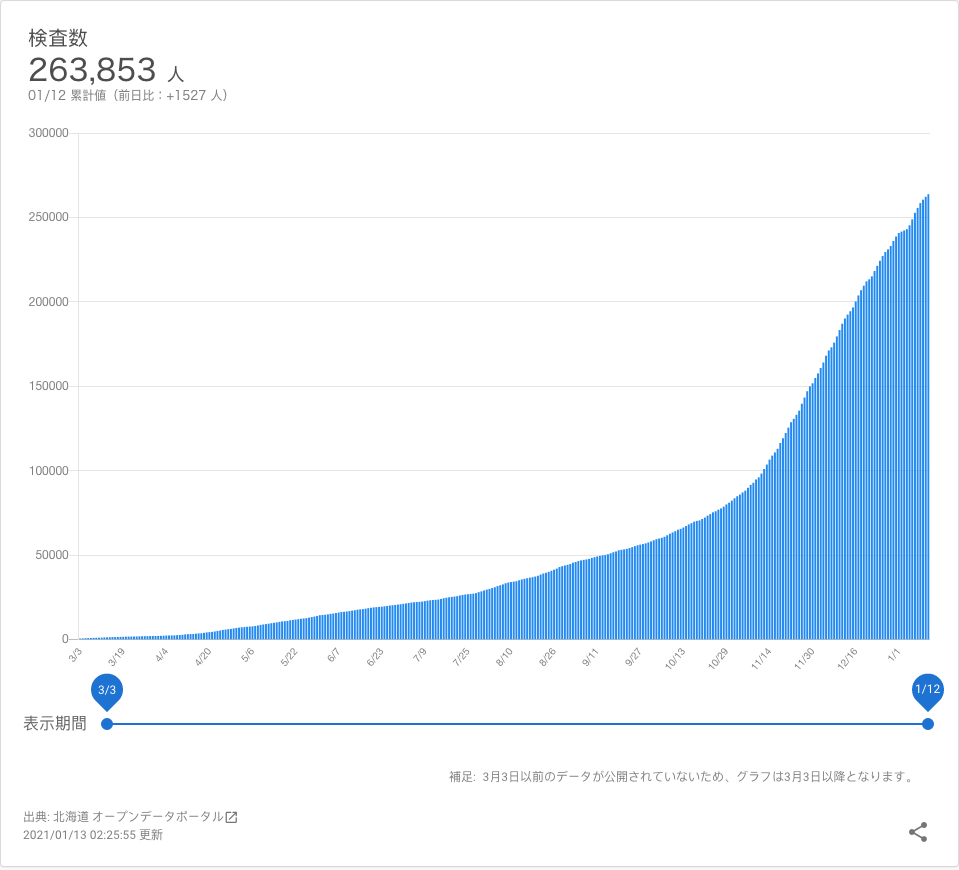 検査数
263,853 人
01/12 累計値（前日比：+1527 人）
300000
250000
200000
150000
100000
50000
0
3/3 3/19 4/4 4/20 5/6 5/22 6/7 6/23 7/9 7/25 8/10 8/26 9/11 9/27 10/13 10/29 11/14 11/30 12/16 1/1
3/3 1/12
表示期間
補足: 3月3日以前のデータが公開されていないため、グラフは3月3日以降となります。
出典: 北海道 オープンデータポータル
2021/01/13 02:25:55 更新